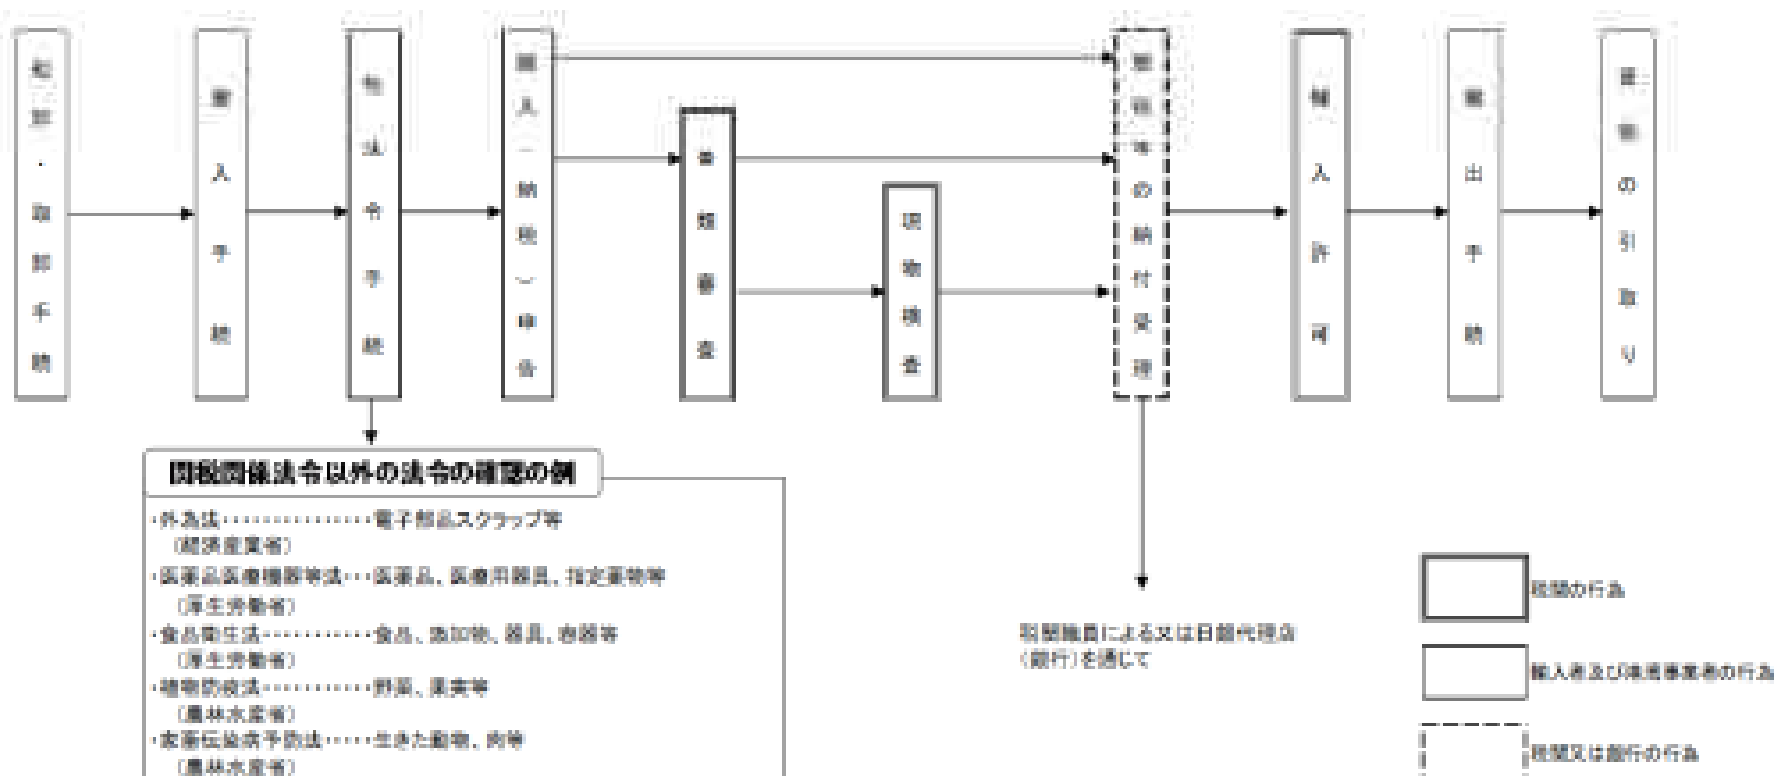 船卸・取卸手続
搬入手続
他法令手続
輸入(納税)申告
書類審査
現物検査
関税等の納付受理
輸入許可
搬出手続
貨物の引取り
関税関係法令以外の法令の確認の例
・外為法・・・・・・・・・・・・・・・電子部品スクラップ等
(経済産業省)
・医薬品医療機器等法・・・医薬品、医療用器具、指定薬物等
(厚生労働省)
・食品衛生法・・・・・・・・・・・食品、添加物、器具、容器等
(厚生労働省)
・植物防疫法・・・・・・・・・・・野菜、果実等
(農林水産省)
・家畜伝染病予防法・・・・・生きた動物、肉等
(農林水産省)
税関職員による又は日銀代理店
(銀行)を通じて
税関の行為
輸入者及び
事業者の行為
税関又は銀行の行為